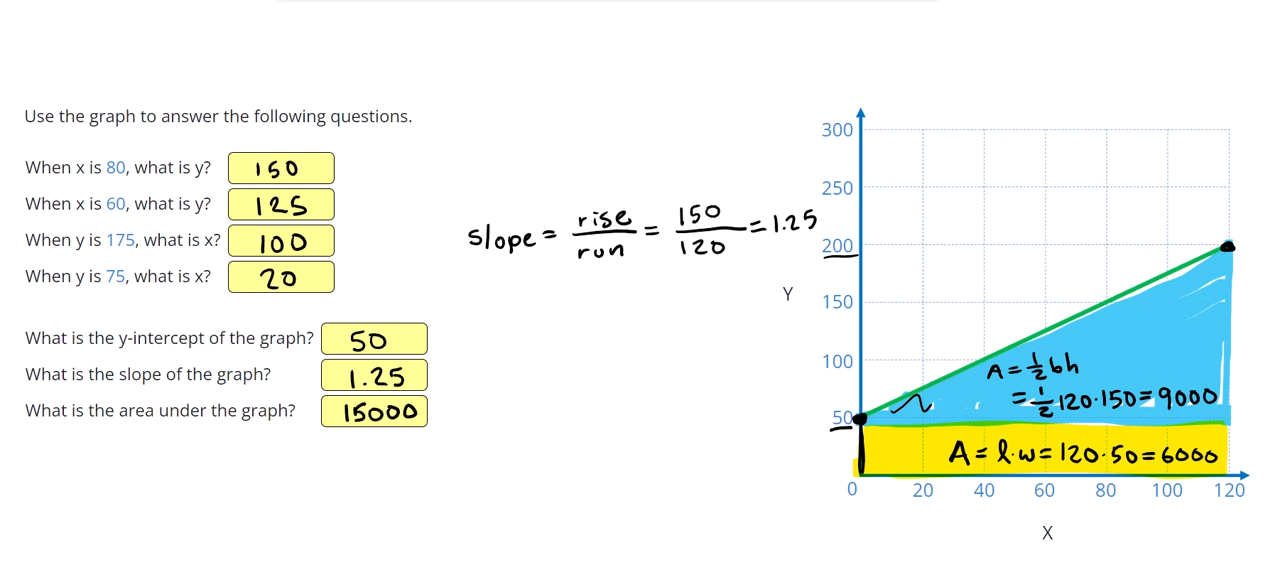 Use the graph to answer the following questions.
When x is 80, what is y? 150
When x is 60, what is y? 125
When y is 175, what is x? 100
When y is 75, what is x? 20
What is the y-intercept of the graph? 50
What is the slope of the graph? 1.25
What is the area under the graph? 15000
slope = rise/run = 150/120 = 1.25
Y
300
250
200
150
100
50
0 20 40 60 80 100 120
X
A = ½ bh
= ½ 120·150 = 9000
A = l·w = 120·50 = 6000